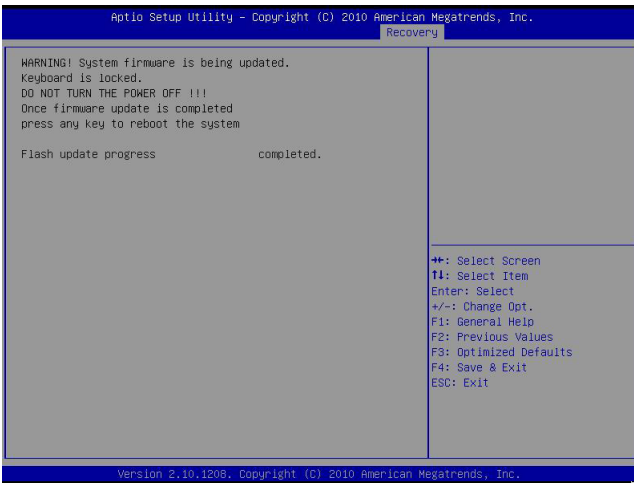 Aptio Setup Utility – Copyright (C) 2010 American Megatrends, Inc.
Recovery
WARNING! System firmware is being updated.
Keyboard is locked.
DO NOT TURN THE POWER OFF !!!
Once firmware update is completed
press any key to reboot the system
Flash update progress completed.
→←: Select Screen
↑↓: Select Item
Enter: Select
+/-: Change Opt.
F1: General Help
F2: Previous Values
F3: Optimized Defaults
F4: Save & Exit
ESC: Exit
Version 2.10.1208. Copyright (C) 2010 American Megatrends, Inc.